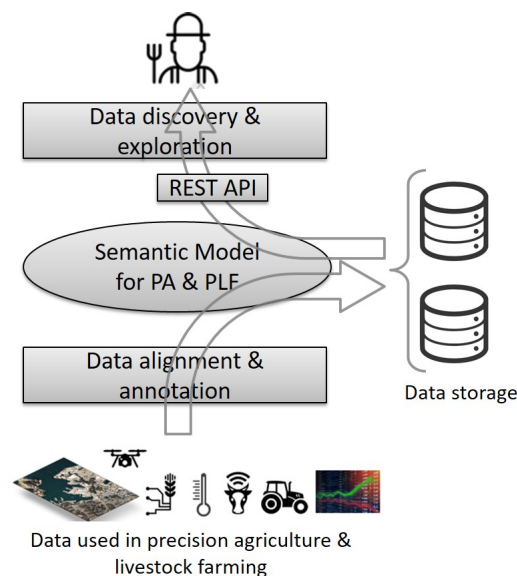 Data discovery &
exploration
REST API
Semantic Model
for PA & PLF
Data alignment &
annotation
Data storage
Data used in precision agriculture &
livestock farming